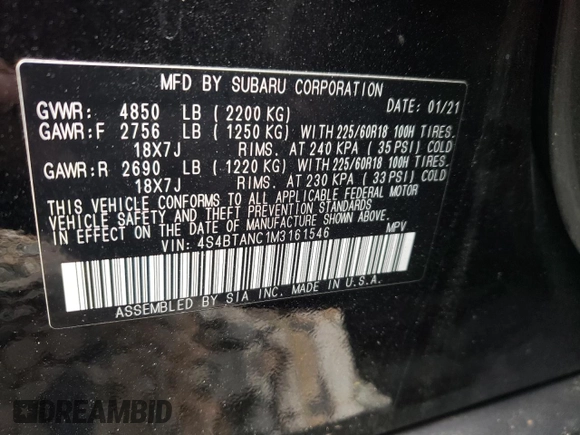 MFD BY SUBARU CORPORATION
GVWR: 4850 LB (2200 KG) DATE: 01/21
GAWR:F 2756 LB (1250 KG) WITH 225/60R18 100H TIRES.
18X7J RIMS. AT 240 KPA (35 PSI) COLD
GAWR:R 2690 LB (1220 KG) WITH 225/60R18 100H TIRES.
18X7J RIMS. AT 230 KPA (33 PSI) COLD
THIS VEHICLE CONFORMS TO ALL APPLICABLE FEDERAL MOTOR
VEHICLE SAFETY AND THEFT PREVENTION STANDARDS
IN EFFECT ON THE DATE OF MANUFACTURE SHOWN ABOVE.
VIN: 4S4BTANC1M3161546 MPV
ASSEMBLED BY SIA INC. MADE IN U.S.A.
DREAMBID